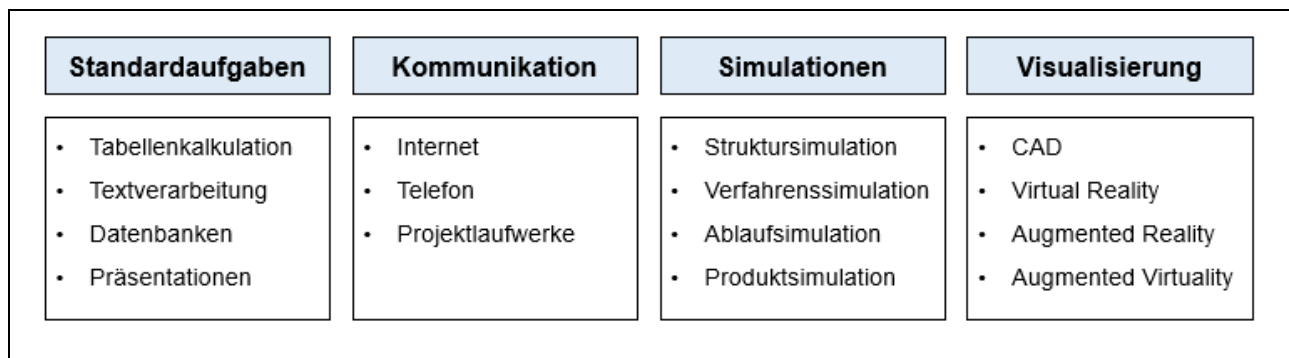 Standardaufgaben
• Tabellenkalkulation
• Textverarbeitung
• Datenbanken
• Präsentationen
Kommunikation
• Internet
• Telefon
• Projektlaufwerke
Simulationen
• Struktursimulation
• Verfahrenssimulation
• Ablaufsimulation
• Produktsimulation
Visualisierung
• CAD
• Virtual Reality
• Augmented Reality
• Augmented Virtuality